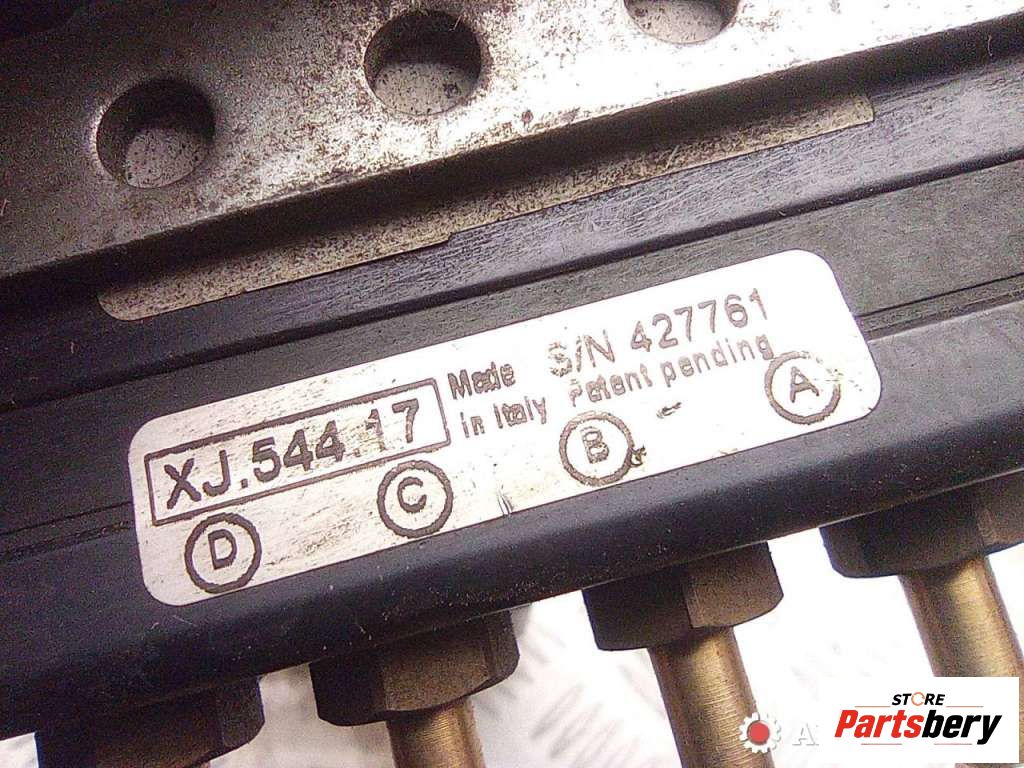 S/N 427761
Made in Italy
Patent pending
XJ.544.17
D C B A
STORE
Partsbery
A